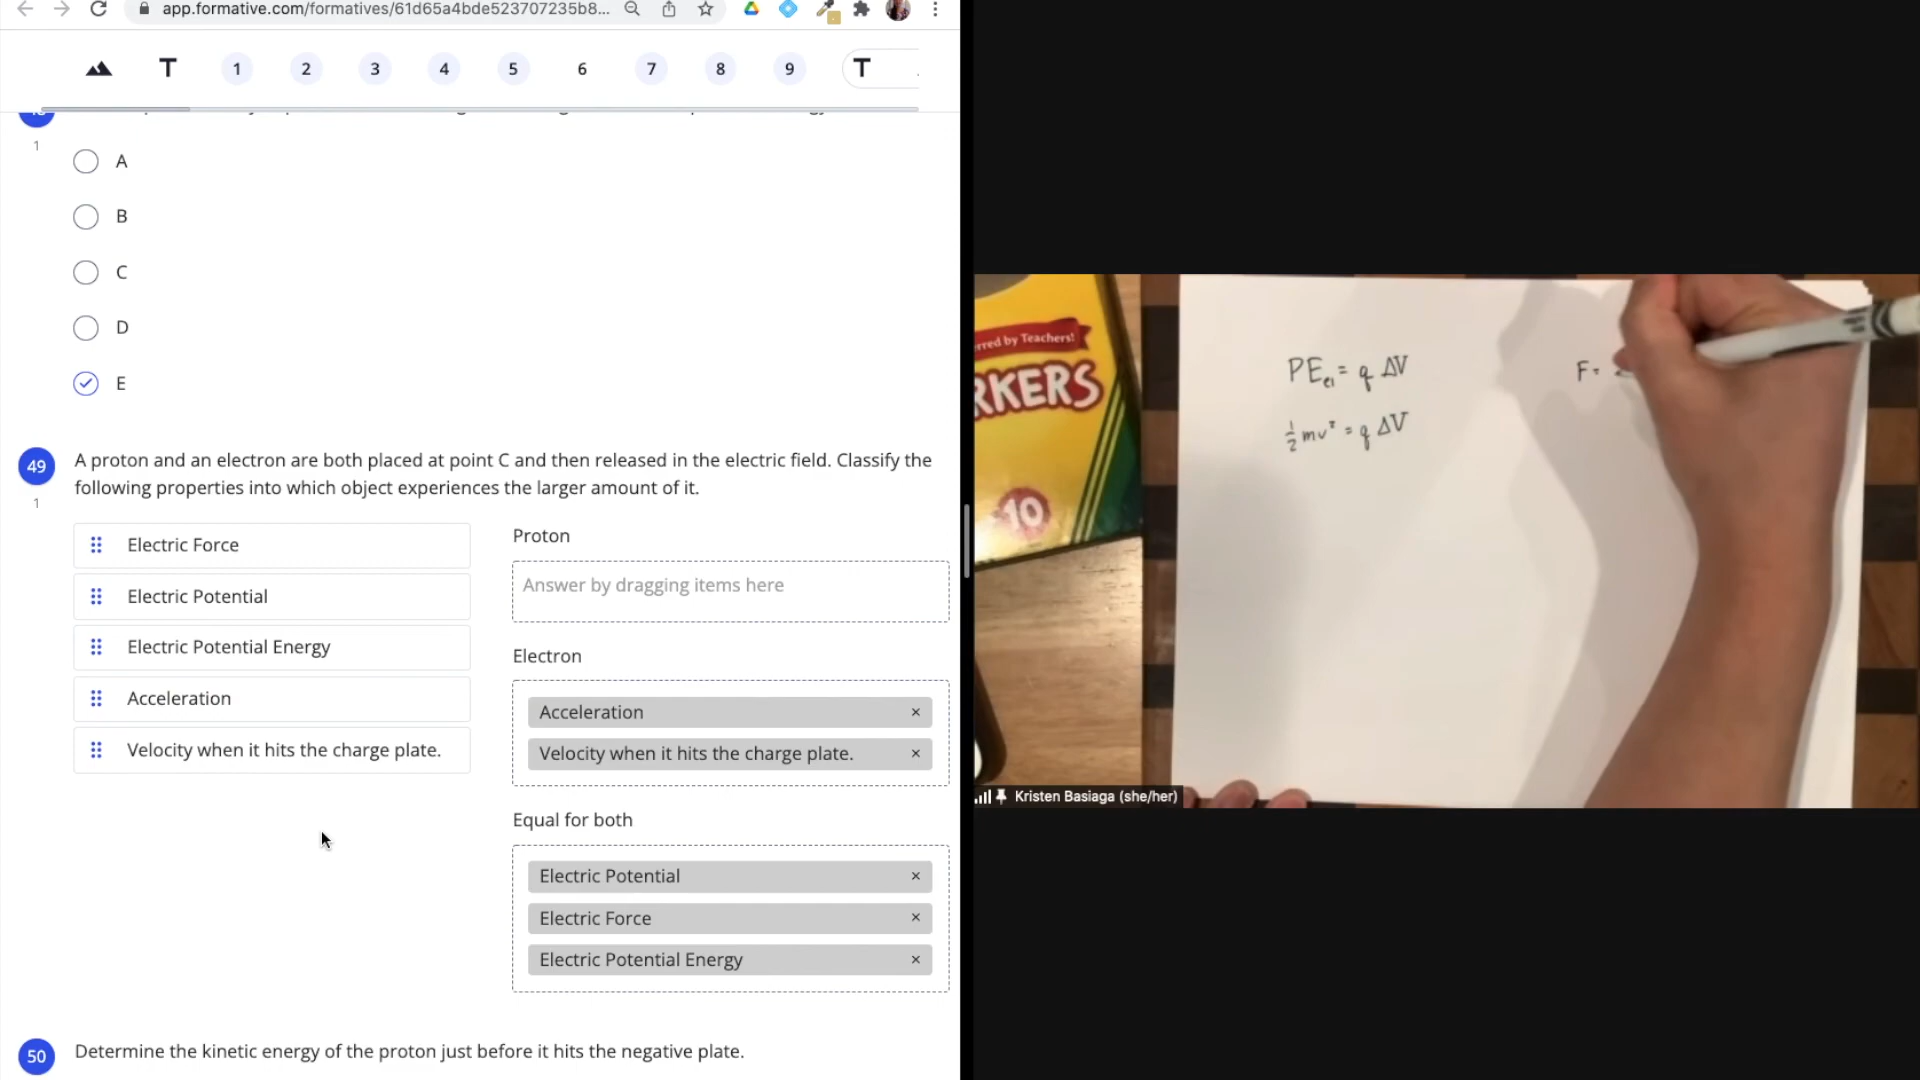 app.formative.com/formatives/61d65a4bde523707235b8...
T
1
2
3
4
5
6
7
8
9
T
1
A
B
C
D
E
49
A proton and an electron are both placed at point C and then released in the electric field. Classify the
following properties into which object experiences the larger amount of it.
1
Electric Force
Electric Potential
Electric Potential Energy
Acceleration
Velocity when it hits the charge plate.
Proton
Answer by dragging items here
Electron
Acceleration ×
Velocity when it hits the charge plate. ×
Equal for both
Electric Potential ×
Electric Force ×
Electric Potential Energy ×
50
Determine the kinetic energy of the proton just before it hits the negative plate.
rred by Teachers!
RKERS
10
PEₑₗ = q ΔV
½mv² = q ΔV
F=
Kristen Basiaga (she/her)